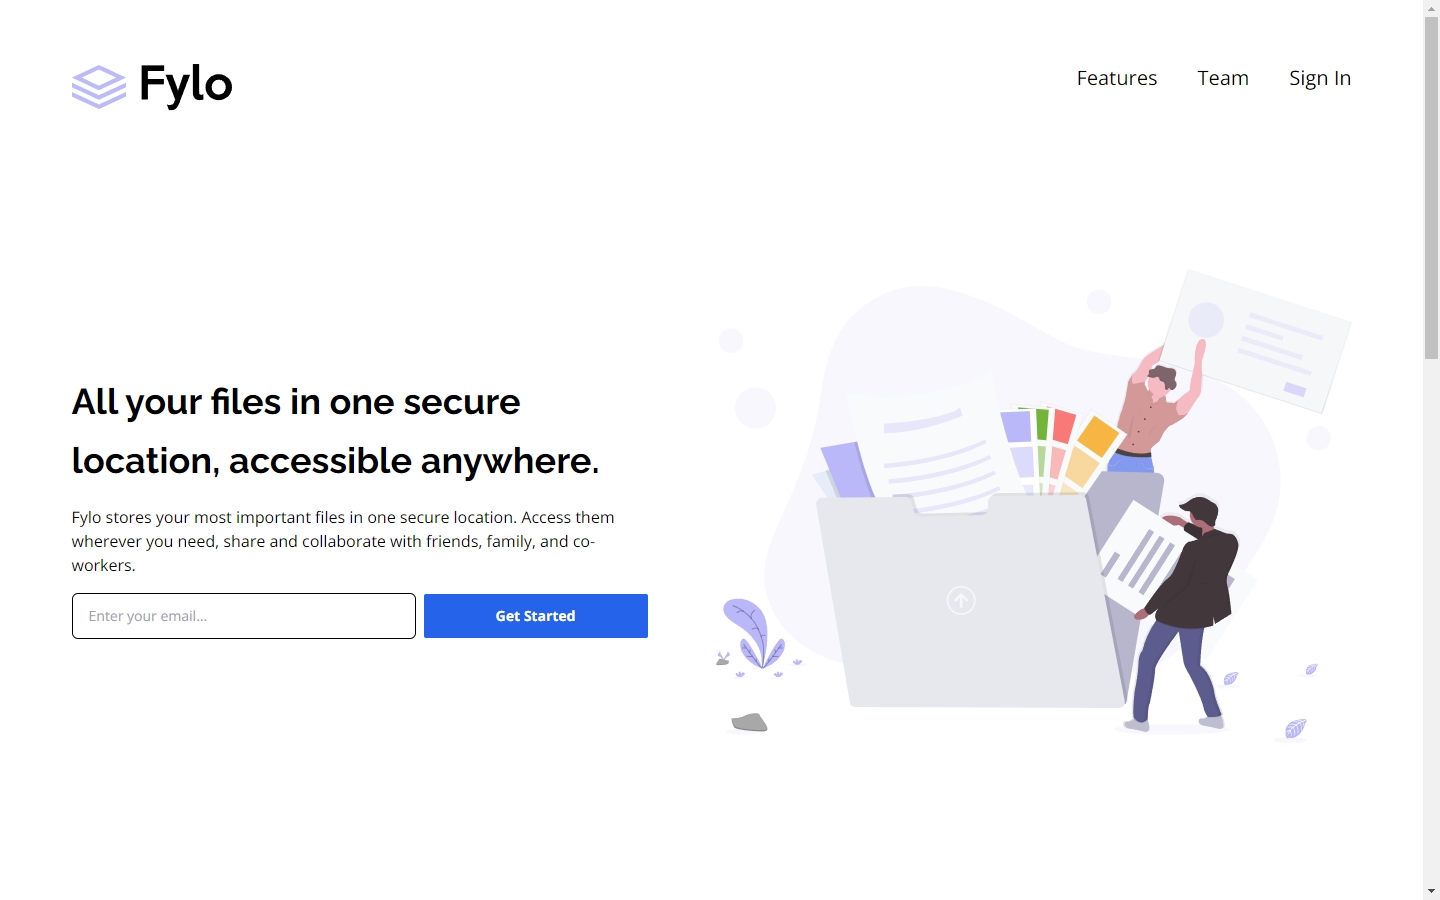 Fylo
Features
Team
Sign In
All your files in one secure
location, accessible anywhere.
Fylo stores your most important files in one secure location. Access them
wherever you need, share and collaborate with friends, family, and co-
workers.
Enter your email...
Get Started